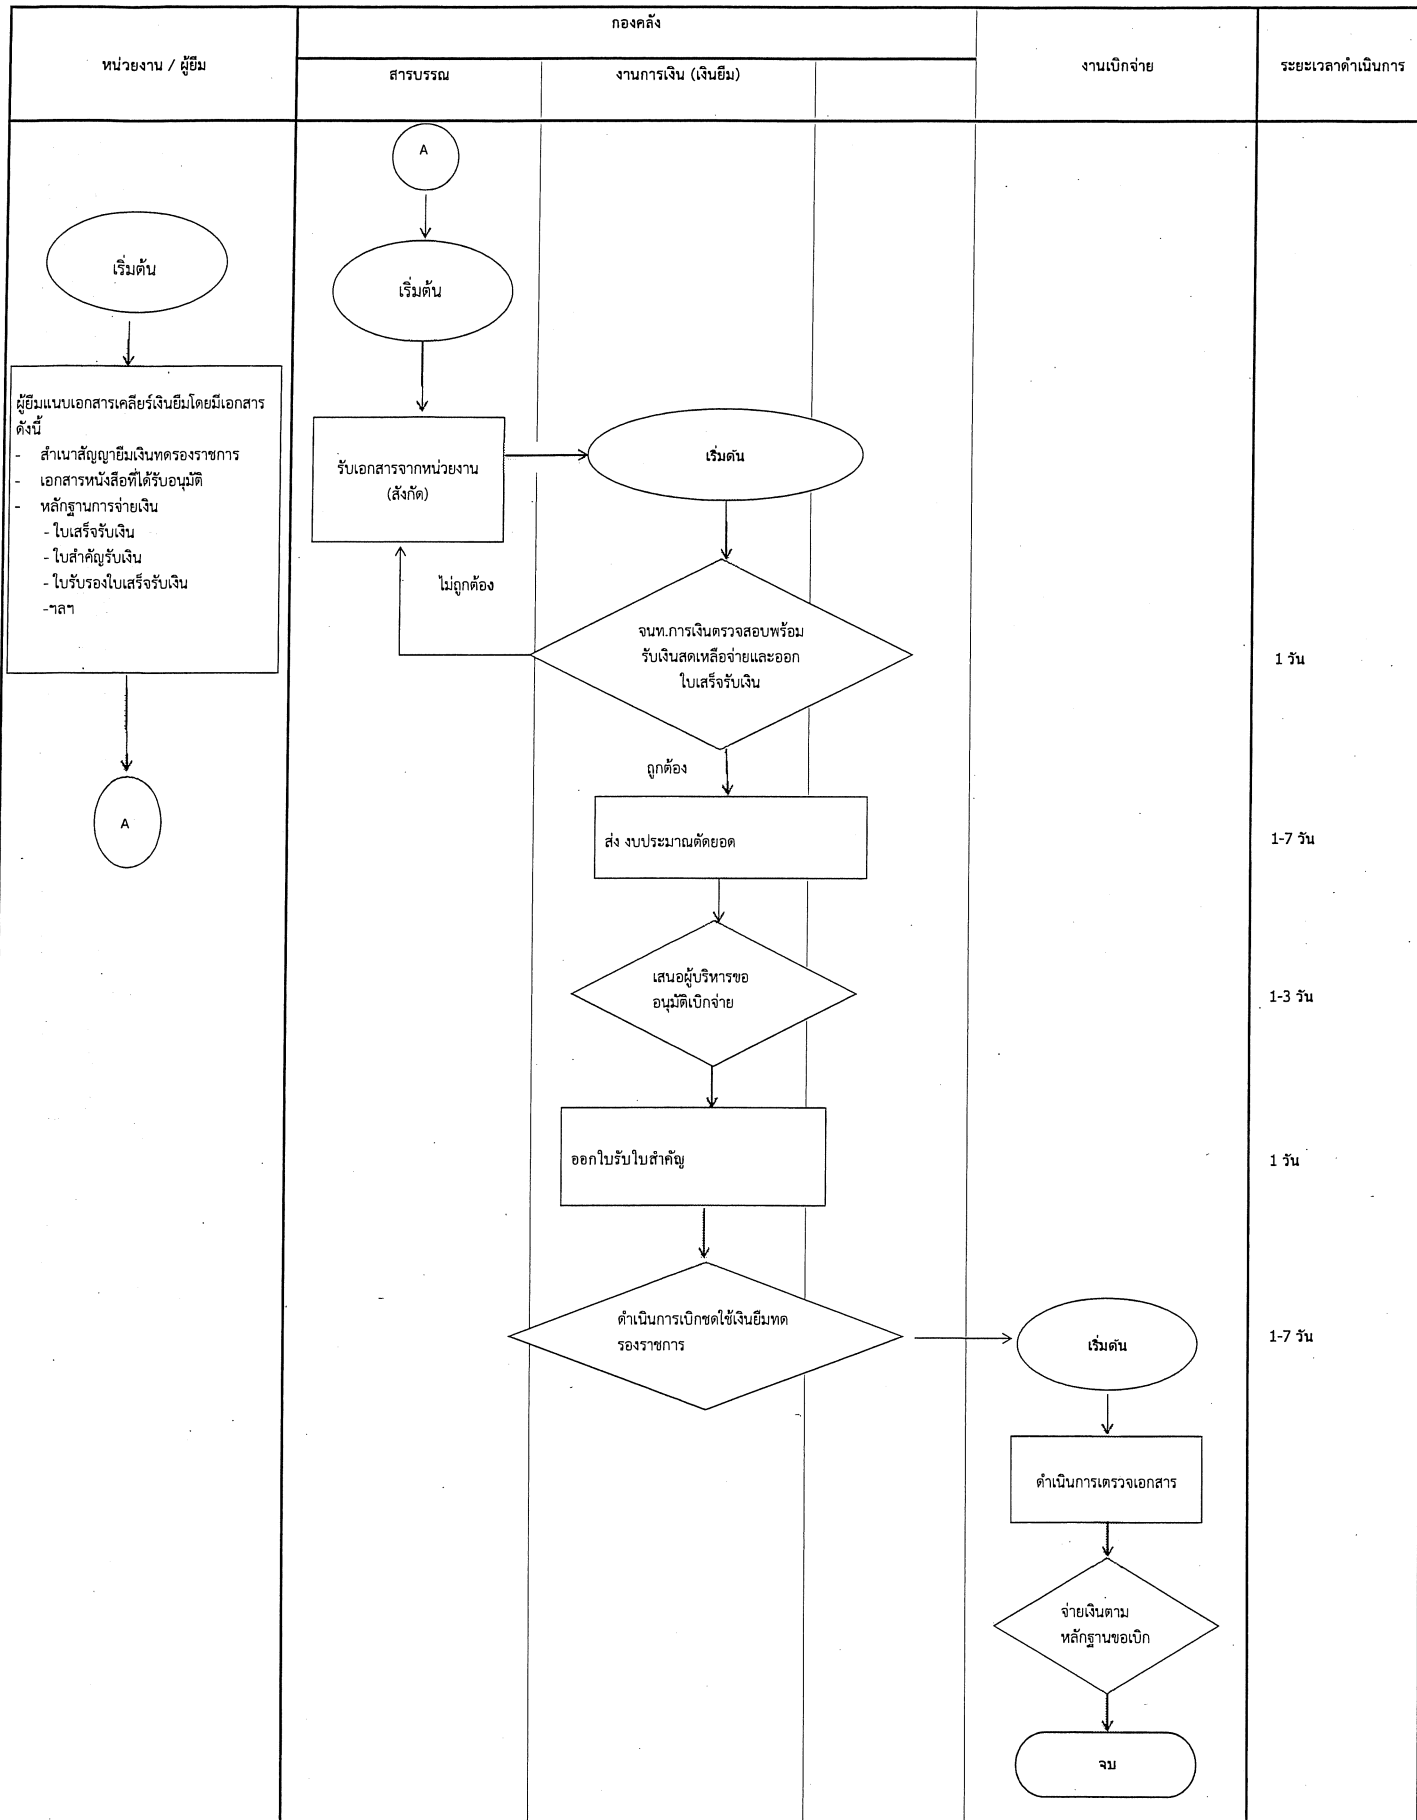 กองคลัง
หน่วยงาน / ผู้ยืม
สารบรรณ
งานการเงิน (เงินยืม)
งานเบิกจ่าย
ระยะเวลาดำเนินการ
A
เริ่มต้น
เริ่มต้น
ผู้ยืมแนบเอกสารเคลียร์เงินยืมโดยมีเอกสาร
ดังนี้
- สำเนาสัญญายืมเงินทดรองราชการ
- เอกสารหนังสือที่ได้รับอนุมัติ
- หลักฐานการจ่ายเงิน
- ใบเสร็จรับเงิน
- ใบสำคัญรับเงิน
- ใบรับรองใบเสร็จรับเงิน
-ฯลฯ
A
รับเอกสารจากหน่วยงาน
(สังกัด)
เริ่มต้น
ไม่ถูกต้อง
จนท.การเงินตรวจสอบพร้อม
รับเงินสดเหลือจ่ายและออก
ใบเสร็จรับเงิน
1 วัน
ถูกต้อง
ส่ง งบประมาณตัดยอด
1-7 วัน
เสนอผู้บริหารขอ
อนุมัติเบิกจ่าย
1-3 วัน
ออกใบรับใบสำคัญ
1 วัน
ดำเนินการเบิกชดใช้เงินยืมทด
รองราชการ
เริ่มต้น
1-7 วัน
ดำเนินการเตรวจเอกสาร
จ่ายเงินตาม
หลักฐานขอเบิก
จบ